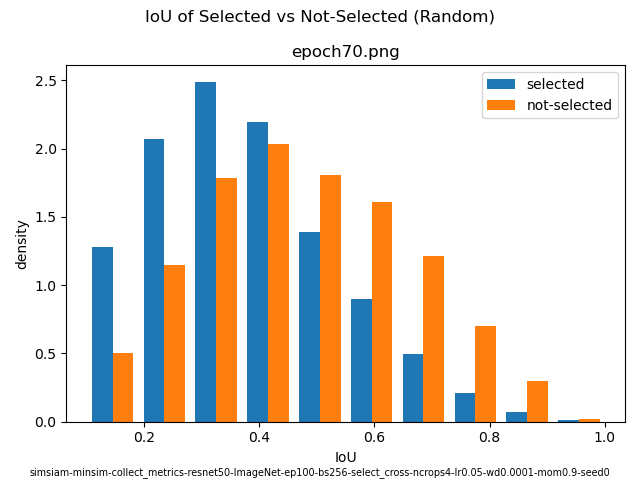 IoU of Selected vs Not-Selected (Random)
epoch70.png
selected
not-selected
2.5
2.0
1.5
1.0
0.5
0.0
density
0.2 0.4 0.6 0.8 1.0
IoU
simsiam-minsim-collect_metrics-resnet50-ImageNet-ep100-bs256-select_cross-ncrops4-lr0.05-wd0.0001-mom0.9-seed0